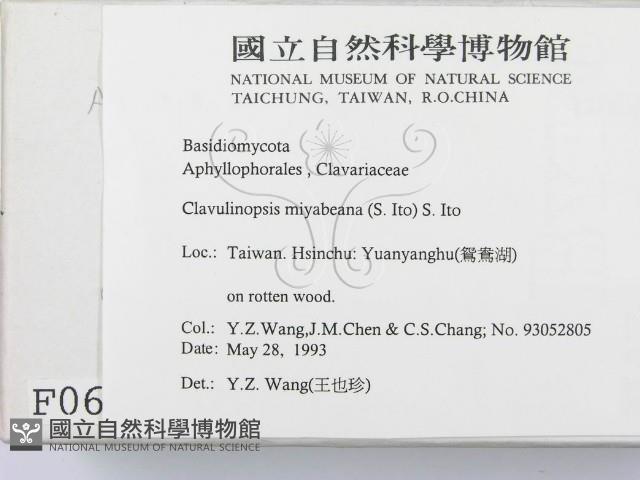 國立自然科學博物館
NATIONAL MUSEUM OF NATURAL SCIENCE
TAICHUNG, TAIWAN, R.O.CHINA
Basidiomycota
Aphyllophorales , Clavariaceae
Clavulinopsis miyabeana (S. Ito) S. Ito
Loc.: Taiwan. Hsinchu: Yuanyanghu(鴛鴦湖)
on rotten wood.
Col.: Y.Z.Wang,J.M.Chen & C.S.Chang; No. 93052805
Date: May 28, 1993
Det.: Y.Z. Wang(王也珍)
F06
國立自然科學博物館
NATIONAL MUSEUM OF NATURAL SCIENCE